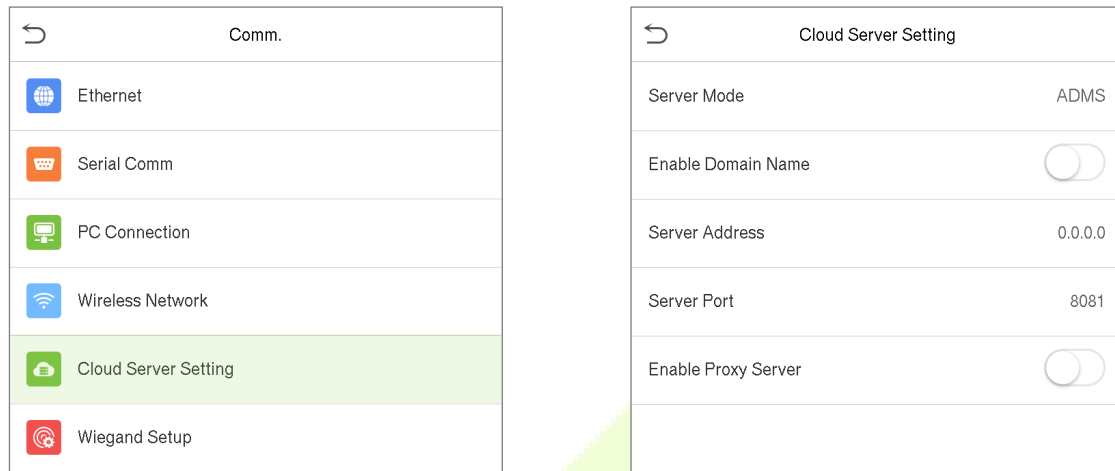 Comm.
Ethernet
Serial Comm
PC Connection
Wireless Network
Cloud Server Setting
Wiegand Setup
Cloud Server Setting
Server Mode ADMS
Enable Domain Name
Server Address 0.0.0.0
Server Port 8081
Enable Proxy Server